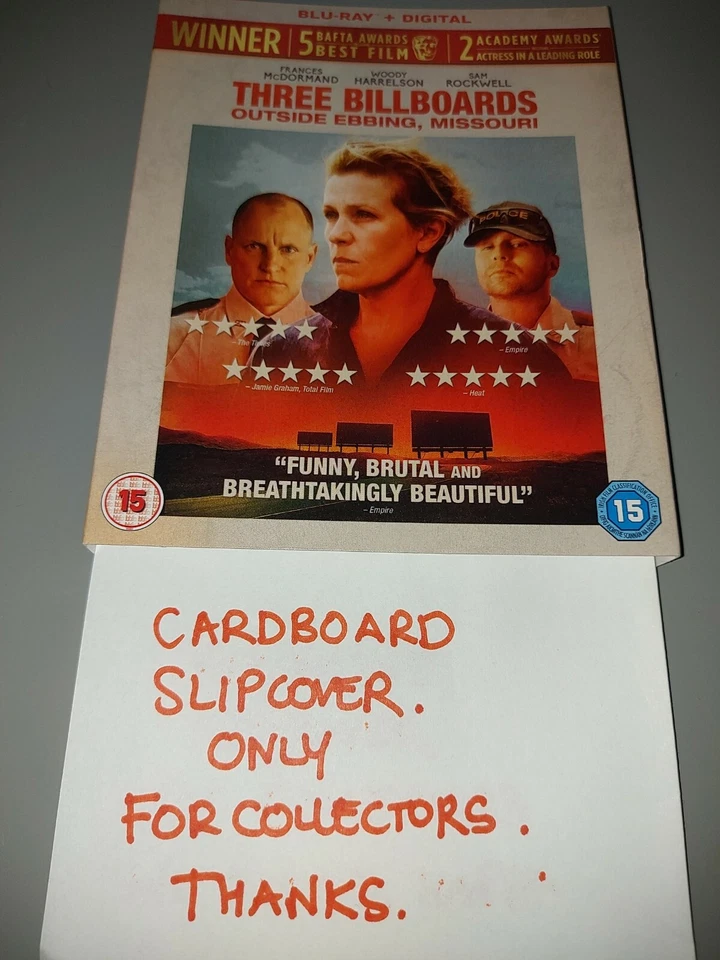 BLU-RAY + DIGITAL
WINNER 5 BAFTA AWARDS BEST FILM 2 ACADEMY AWARDS® ACTRESS IN A LEADING ROLE
FRANCES McDORMAND WOODY HARRELSON SAM ROCKWELL
THREE BILLBOARDS
OUTSIDE EBBING, MISSOURI
POLICE
– The Times
– Empire
– Jamie Graham, Total Film
– Heat
“FUNNY, BRUTAL AND
BREATHTAKINGLY BEAUTIFUL”
– Empire
15
15
CARDBOARD
SLIPCOVER.
ONLY
FOR COLLECTORS.
THANKS.